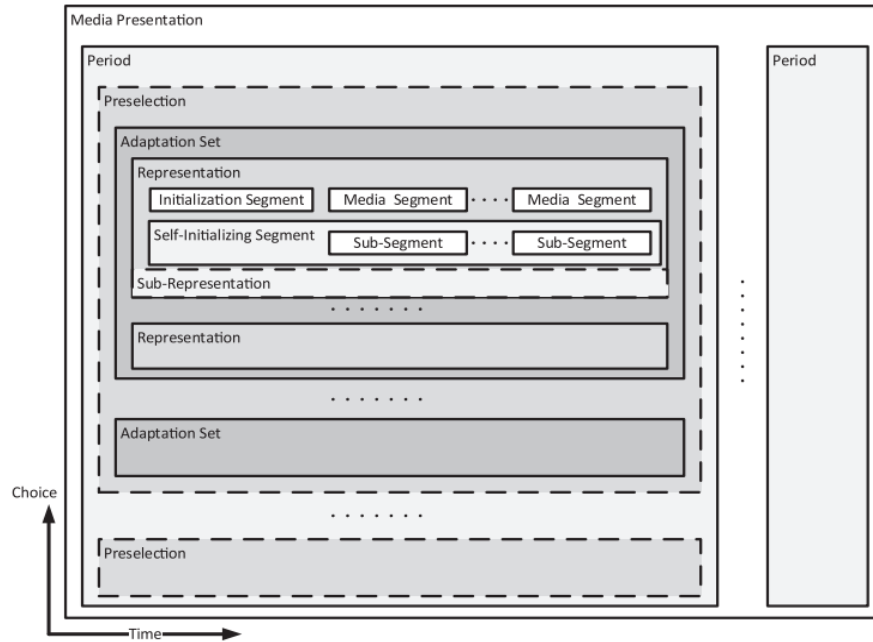 Media Presentation
Period
Period
Preselection
Adaptation Set
Representation
Initialization Segment
Media Segment
Media Segment
Self-Initializing Segment
Sub-Segment
Sub-Segment
Sub-Representation
Representation
Adaptation Set
Choice
Preselection
Time